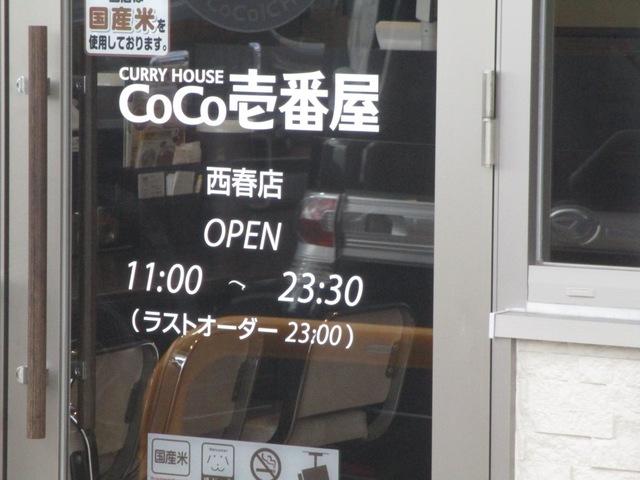 国産米を
使用しております。
CURRY HOUSE
CoCo壱番屋
西春店
OPEN
11:00 ~ 23:30
(ラストオーダー 23:00)
国産米